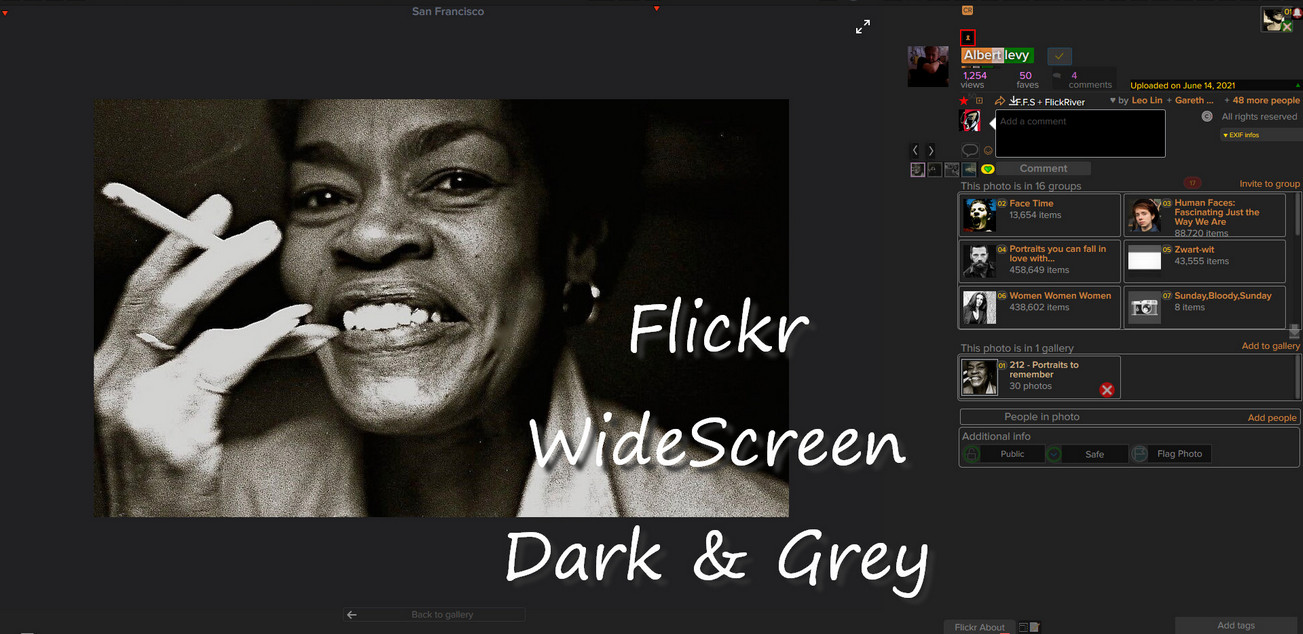 San Francisco
Albert levy
1,254
views
50
faves
4
comments
Uploaded on June 14, 2021
F.F.S + FlickRiver
♥ by Leo Lin + Gareth ... + 48 more people
Add a comment
All rights reserved
▼ EXIF infos
Comment
This photo is in 16 groups
17
Invite to group
02 Face Time
13,654 items
03 Human Faces:
Fascinating Just the
Way We Are
88,720 items
04 Portraits you can fall in
love with...
458,649 items
05 Zwart-wit
43,555 items
06 Women Women Women
438,602 items
07 Sunday,Bloody,Sunday
8 items
This photo is in 1 gallery
Add to gallery
01 212 - Portraits to
remember
30 photos
People in photo
Add people
Additional info
Public
Safe
Flag Photo
Flickr
WideScreen
Dark & Grey
Back to gallery
Flickr About
Add tags